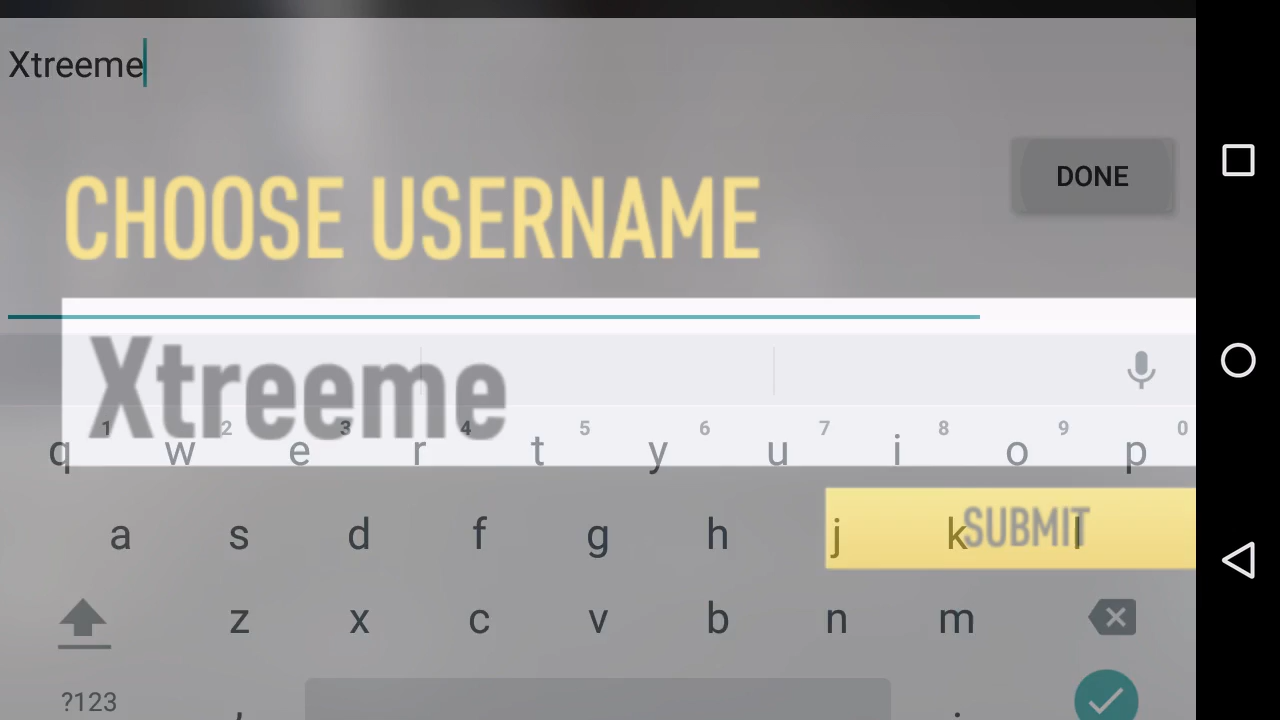 Xtreeme
DONE
CHOOSE USERNAME
Xtreeme
1 2 3 4 5 6 7 8 9 0
q w e r t y u i o p
a s d f g h j k l
SUBMIT
z x c v b n m
?123 , .